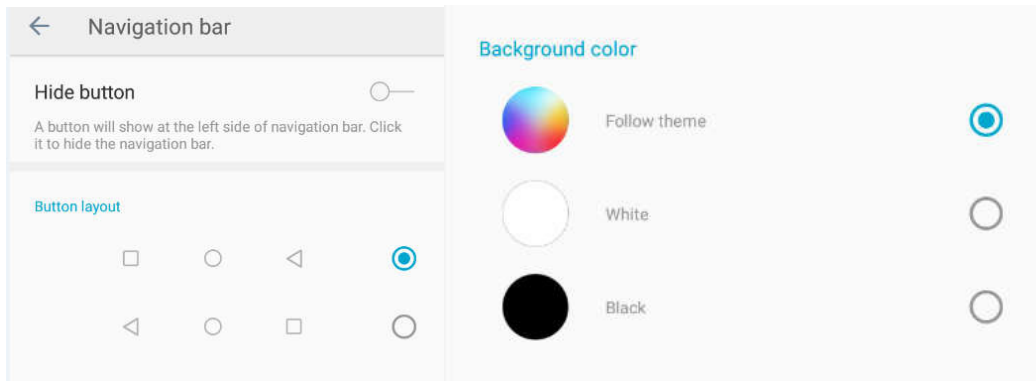 Navigation bar
Hide button
A button will show at the left side of navigation bar. Click
it to hide the navigation bar.
Button layout
Background color
Follow theme
White
Black